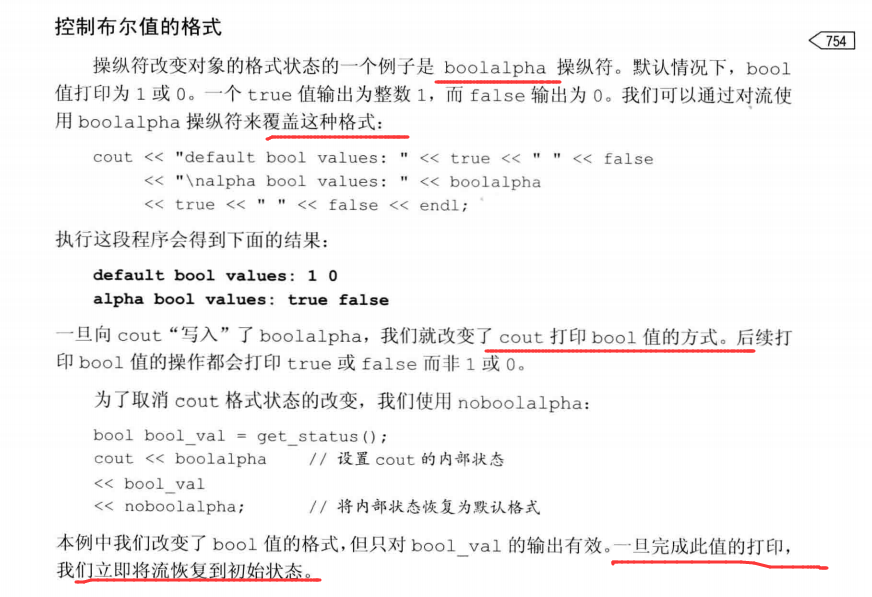 控制布尔值的格式
754
操纵符改变对象的格式状态的一个例子是 boolalpha 操纵符。默认情况下，bool
值打印为 1 或 0。一个 true 值输出为整数 1，而 false 输出为 0。我们可以通过对流使
用 boolalpha 操纵符来覆盖这种格式：
cout << "default bool values: " << true << " " << false
<< "\nalpha bool values: " << boolalpha
<< true << " " << false << endl;
执行这段程序会得到下面的结果：
default bool values: 1 0
alpha bool values: true false
一旦向 cout“写入”了 boolalpha，我们就改变了 cout 打印 bool 值的方式。后续打
印 bool 值的操作都会打印 true 或 false 而非 1 或 0。
为了取消 cout 格式状态的改变，我们使用 noboolalpha：
bool bool_val = get_status();
cout << boolalpha // 设置 cout 的内部状态
<< bool_val
<< noboolalpha; // 将内部状态恢复为默认格式
本例中我们改变了 bool 值的格式，但只对 bool_val 的输出有效。一旦完成此值的打印，
我们立即将流恢复到初始状态。